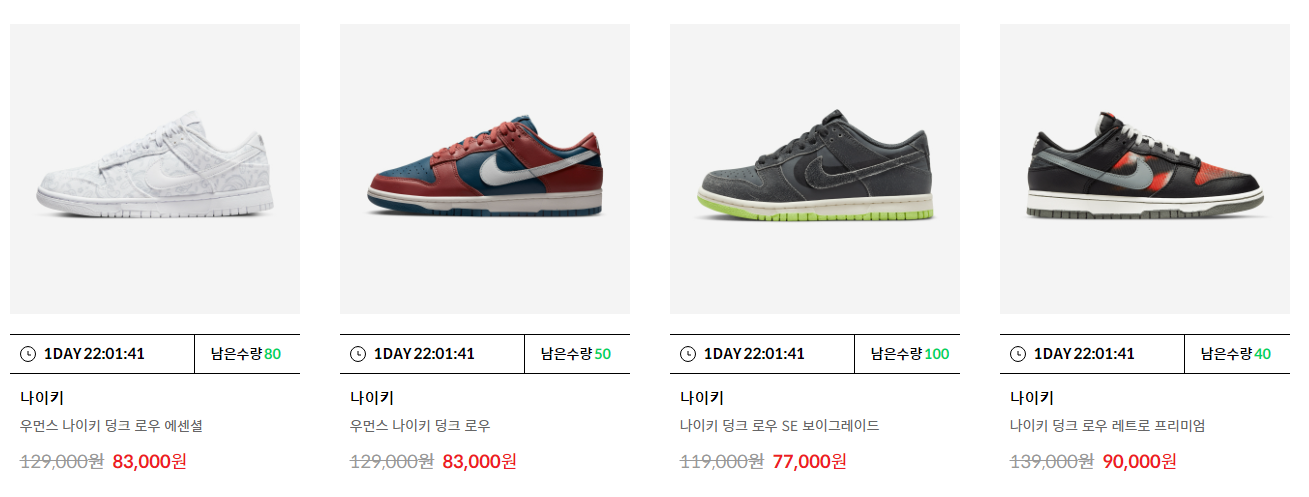 1DAY 22:01:41 남은수량 80
나이키
우먼스 나이키 덩크 로우 에센셜
129,000원 83,000원
1DAY 22:01:41 남은수량 50
나이키
우먼스 나이키 덩크 로우
129,000원 83,000원
1DAY 22:01:41 남은수량 100
나이키
나이키 덩크 로우 SE 보이그레이드
119,000원 77,000원
1DAY 22:01:41 남은수량 40
나이키
나이키 덩크 로우 레트로 프리미엄
139,000원 90,000원